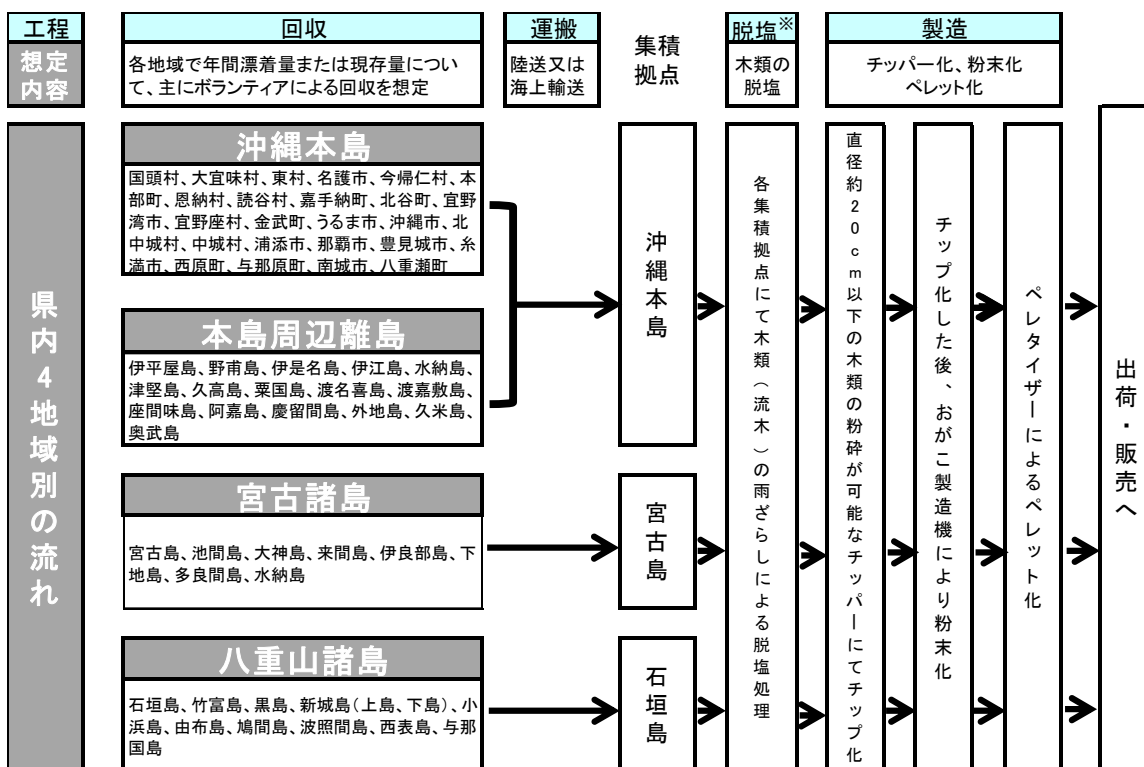 工程
回収
運搬
集積
拠点
脱塩※
製造
想定
内容
各地域で年間漂着量または現存量につい
て、主にボランティアによる回収を想定
陸送又は
海上輸送
木類の
脱塩
チッパー化、粉末化
ペレット化
県内4地域別の流れ
沖縄本島
国頭村、大宜味村、東村、名護市、今帰仁村、本
部町、恩納村、読谷村、嘉手納町、北谷町、宜野
湾市、宜野座村、金武町、うるま市、沖縄市、北
中城村、中城村、浦添市、那覇市、豊見城市、糸
満市、西原町、与那原町、南城市、八重瀬町
本島周辺離島
伊平屋島、野甫島、伊是名島、伊江島、水納島、
津堅島、久高島、粟国島、渡名喜島、渡嘉敷島、
座間味島、阿嘉島、慶留間島、外地島、久米島、
奥武島
宮古諸島
宮古島、池間島、大神島、来間島、伊良部島、下
地島、多良間島、水納島
八重山諸島
石垣島、竹富島、黒島、新城島(上島、下島)、小
浜島、由布島、鳩間島、波照間島、西表島、与那
国島
沖縄本島
宮古島
石垣島
各集積拠点にて木類(流木)の雨ざらしによる脱塩処理
直径約20cm以下の木類の粉砕が可能なチッパーにてチップ化
チップ化した後、おがこ製造機により粉末化
ペレタイザーによるペレット化
出荷・販売へ